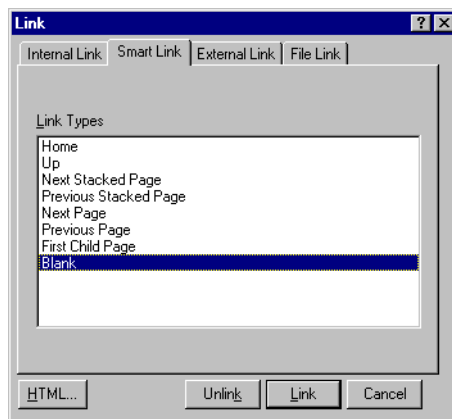 Link
Internal Link Smart Link External Link File Link
Link Types
Home
Up
Next Stacked Page
Previous Stacked Page
Next Page
Previous Page
First Child Page
Blank
HTML... Unlink Link Cancel